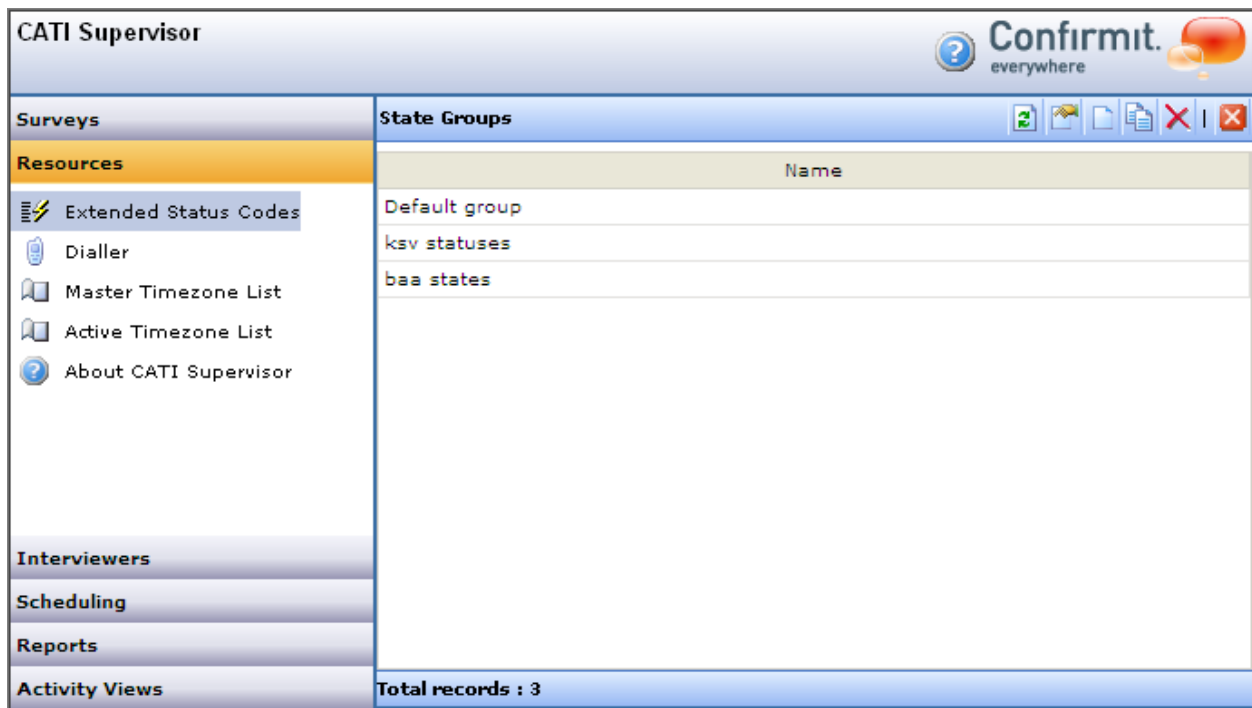 CATI Supervisor
Confirmit.
everywhere
Surveys
Resources
Extended Status Codes
Dialler
Master Timezone List
Active Timezone List
About CATI Supervisor
Interviewers
Scheduling
Reports
Activity Views
State Groups
Name
Default group
ksv statuses
baa states
Total records : 3